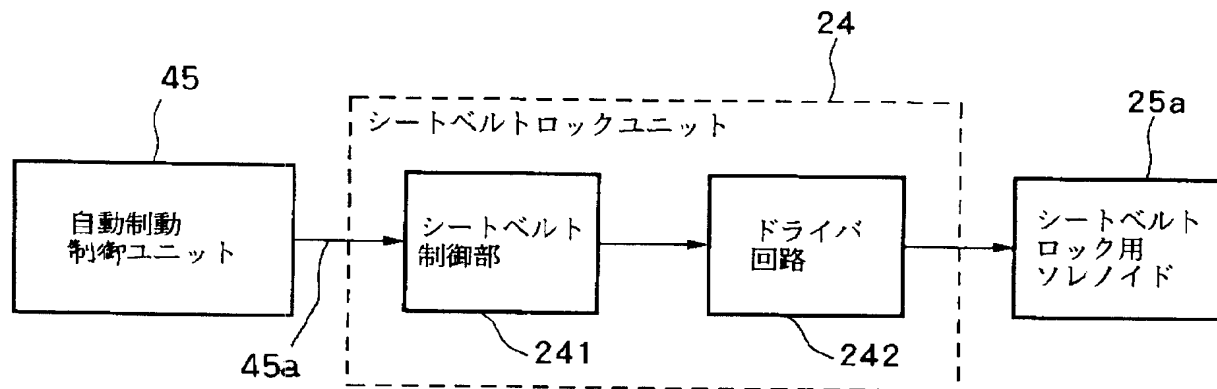 24
45
25a
シートベルトロックユニット
自動制動
制御ユニット
シートベルト
制御部
ドライバ
回路
シートベルト
ロック用
ソレノイド
45a
241
242